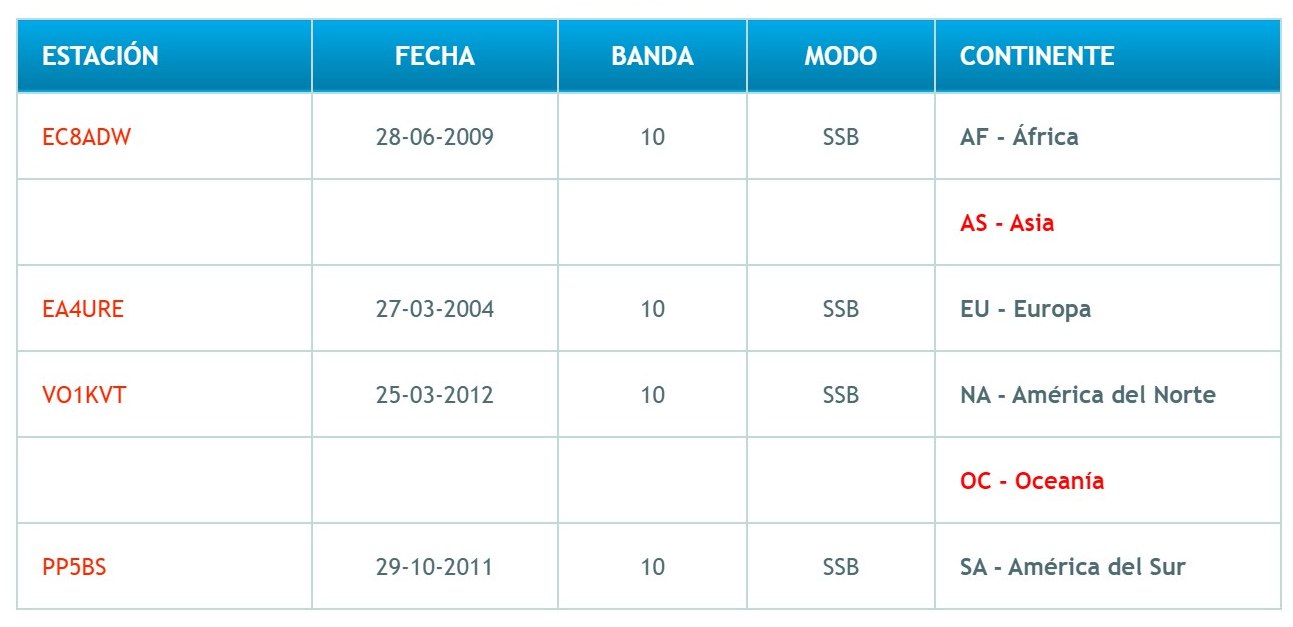 ESTACIÓN FECHA BANDA MODO CONTINENTE
EC8ADW 28-06-2009 10 SSB AF - África
AS - Asia
EA4URE 27-03-2004 10 SSB EU - Europa
VO1KVT 25-03-2012 10 SSB NA - América del Norte
OC - Oceanía
PP5BS 29-10-2011 10 SSB SA - América del Sur